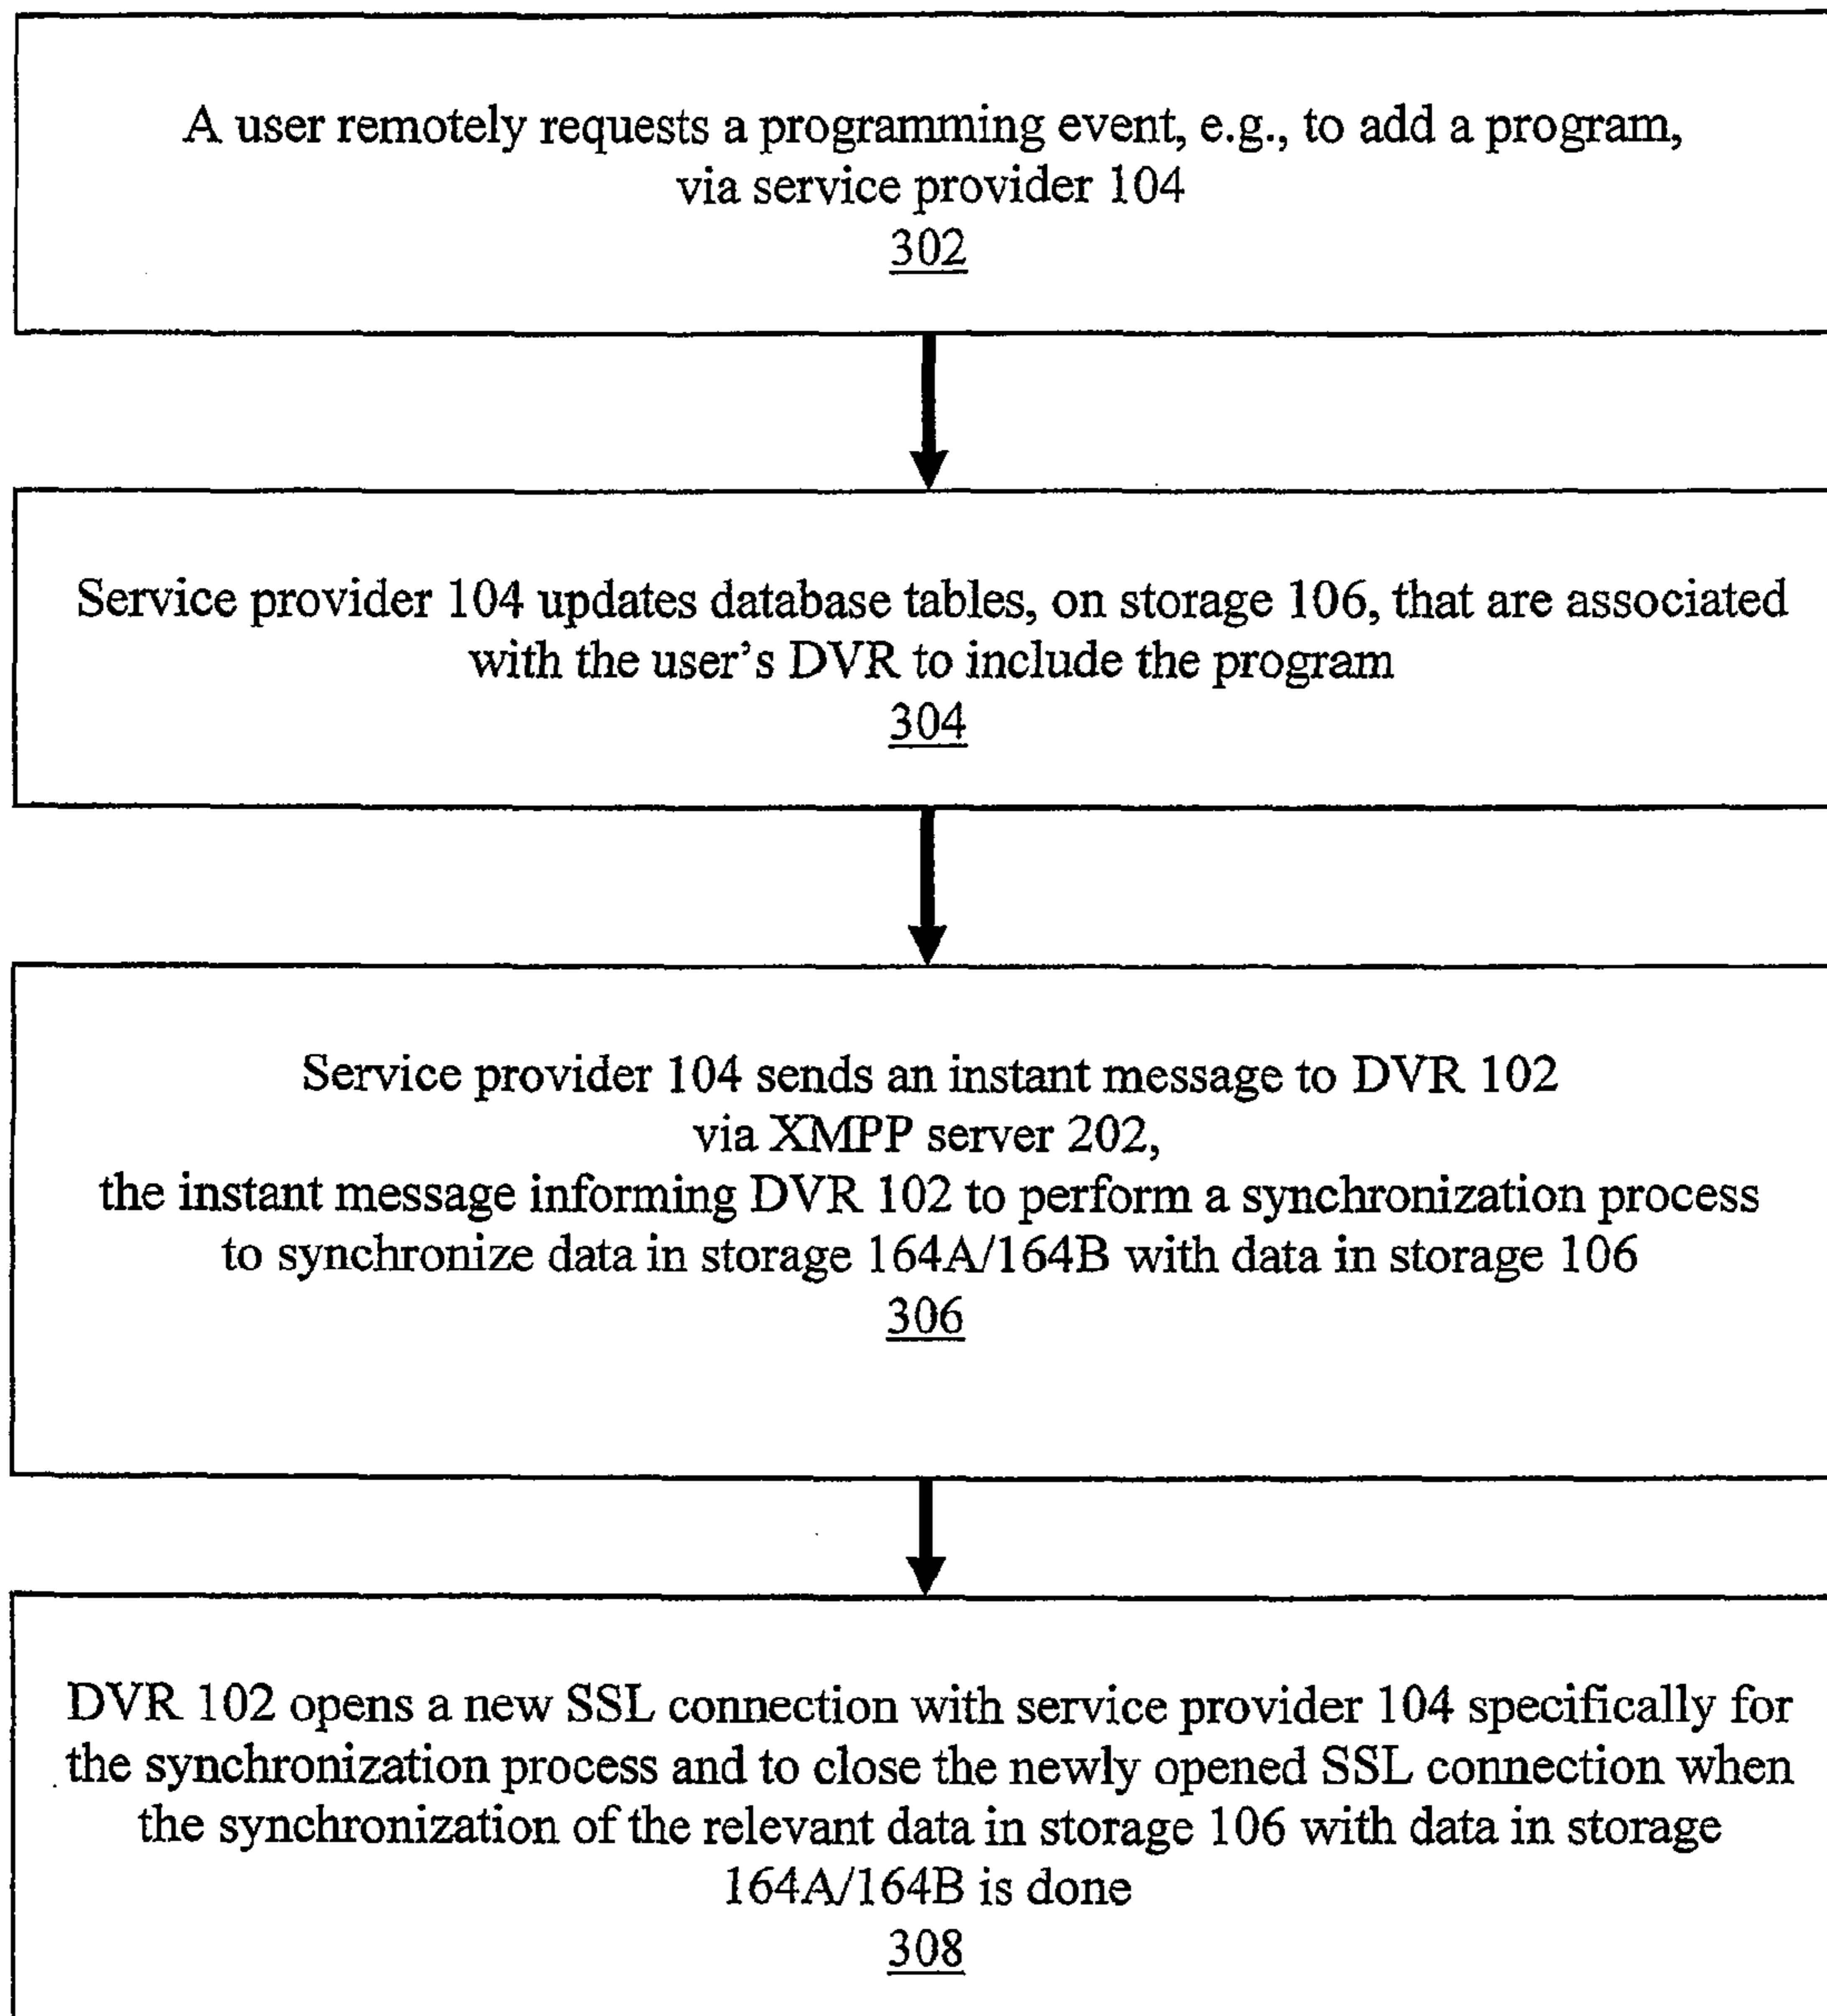 A user remotely requests a programming event, e.g., to add a program,
via service provider 104
302
Service provider 104 updates database tables, on storage 106, that are associated
with the user's DVR to include the program
304
Service provider 104 sends an instant message to DVR 102
via XMPP server 202,
the instant message informing DVR 102 to perform a synchronization process
to synchronize data in storage 164A/164B with data in storage 106
306
DVR 102 opens a new SSL connection with service provider 104 specifically for
the synchronization process and to close the newly opened SSL connection when
the synchronization of the relevant data in storage 106 with data in storage
164A/164B is done
308